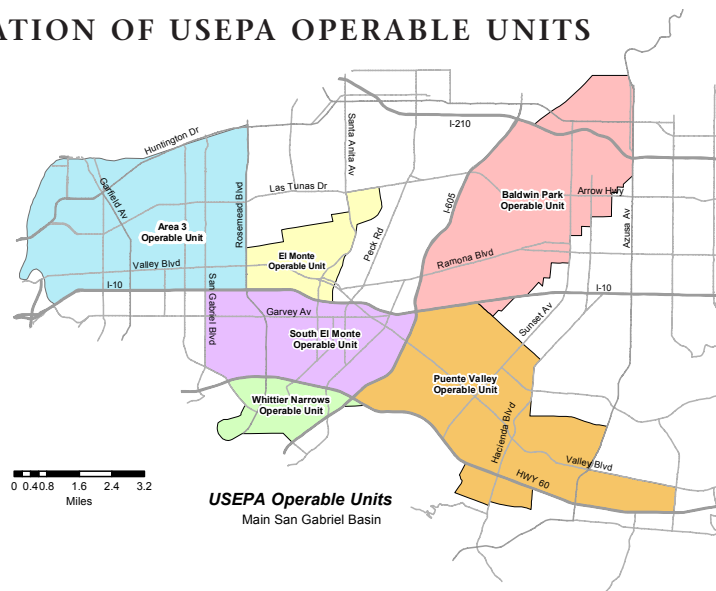 ATION OF USEPA OPERABLE UNITS
Huntington Dr
Santa Anita Av
I-210
Garfield Av
Rosemead Blvd
Las Tunas Dr
I-605
Baldwin Park
Operable Unit
Arrow Hwy
Area 3
Operable Unit
Peck Rd
Azusa Av
El Monte
Operable Unit
Ramona Blvd
Valley Blvd
I-10
San Gabriel Blvd
I-10
Garvey Av
Sunset Av
South El Monte
Operable Unit
Puente Valley
Operable Unit
Whittier Narrows
Operable Unit
Hacienda Blvd
Valley Blvd
HWY 60
0 0.40.8 1.6 2.4 3.2
Miles
USEPA Operable Units
Main San Gabriel Basin